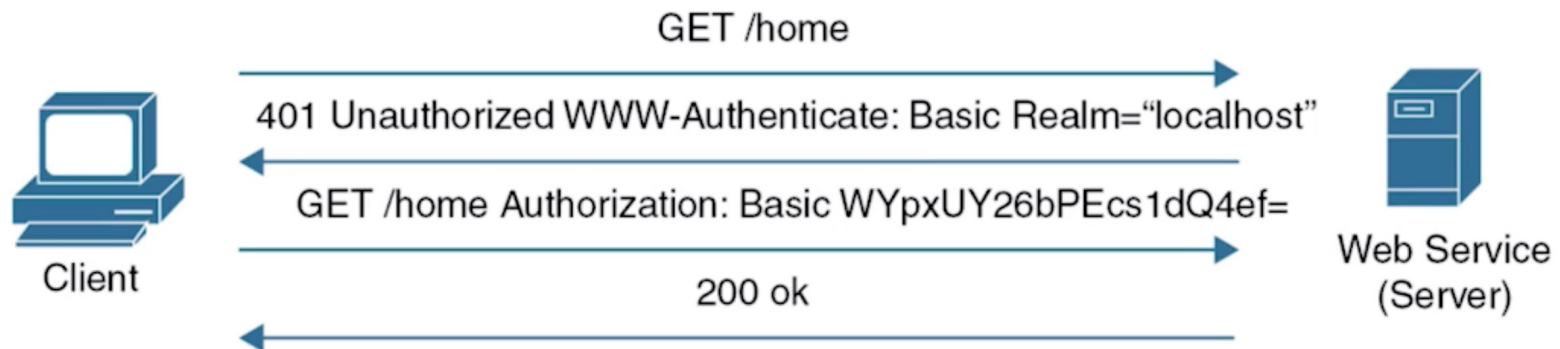 GET /home
401 Unauthorized WWW-Authenticate: Basic Realm=“localhost”
GET /home Authorization: Basic WYpxUY26bPEcs1dQ4ef=
200 ok
Client
Web Service
(Server)